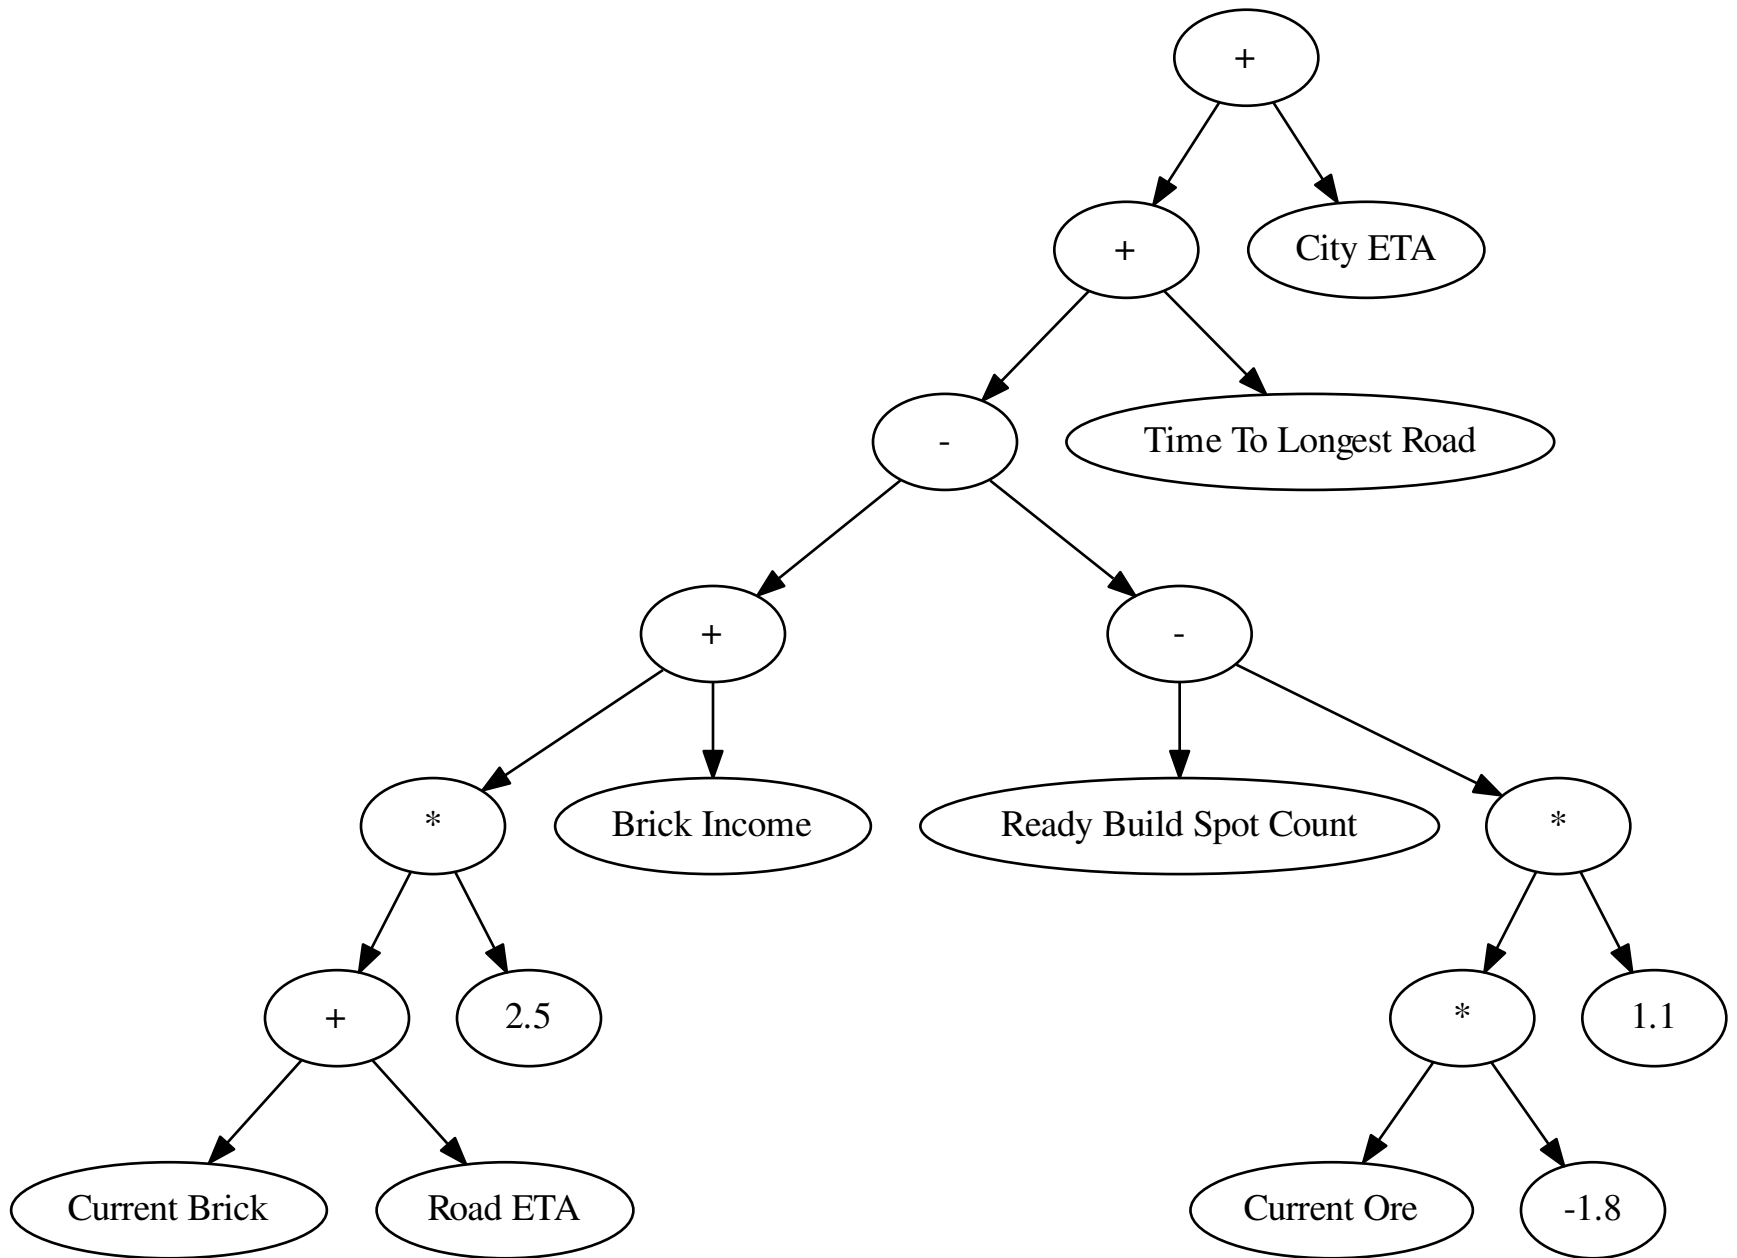 +
+
City ETA
-
Time To Longest Road
+
-
*
Brick Income
Ready Build Spot Count
*
+
2.5
*
1.1
Current Brick
Road ETA
Current Ore
-1.8